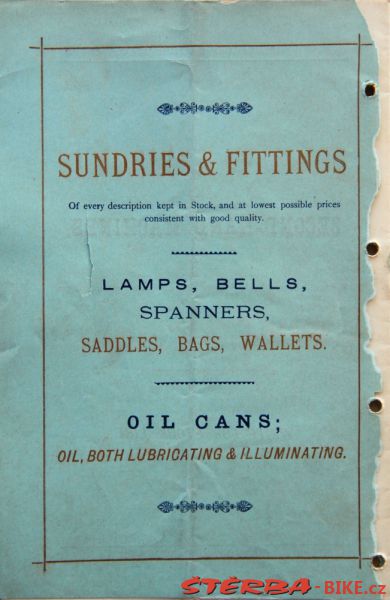 SUNDRIES & FITTINGS
Of every description kept in Stock, and at lowest possible prices
consistent with good quality.
LAMPS, BELLS,
SPANNERS,
SADDLES, BAGS, WALLETS.
OIL CANS;
OIL, BOTH LUBRICATING & ILLUMINATING.
ŠTĚRBA-BIKE.cz